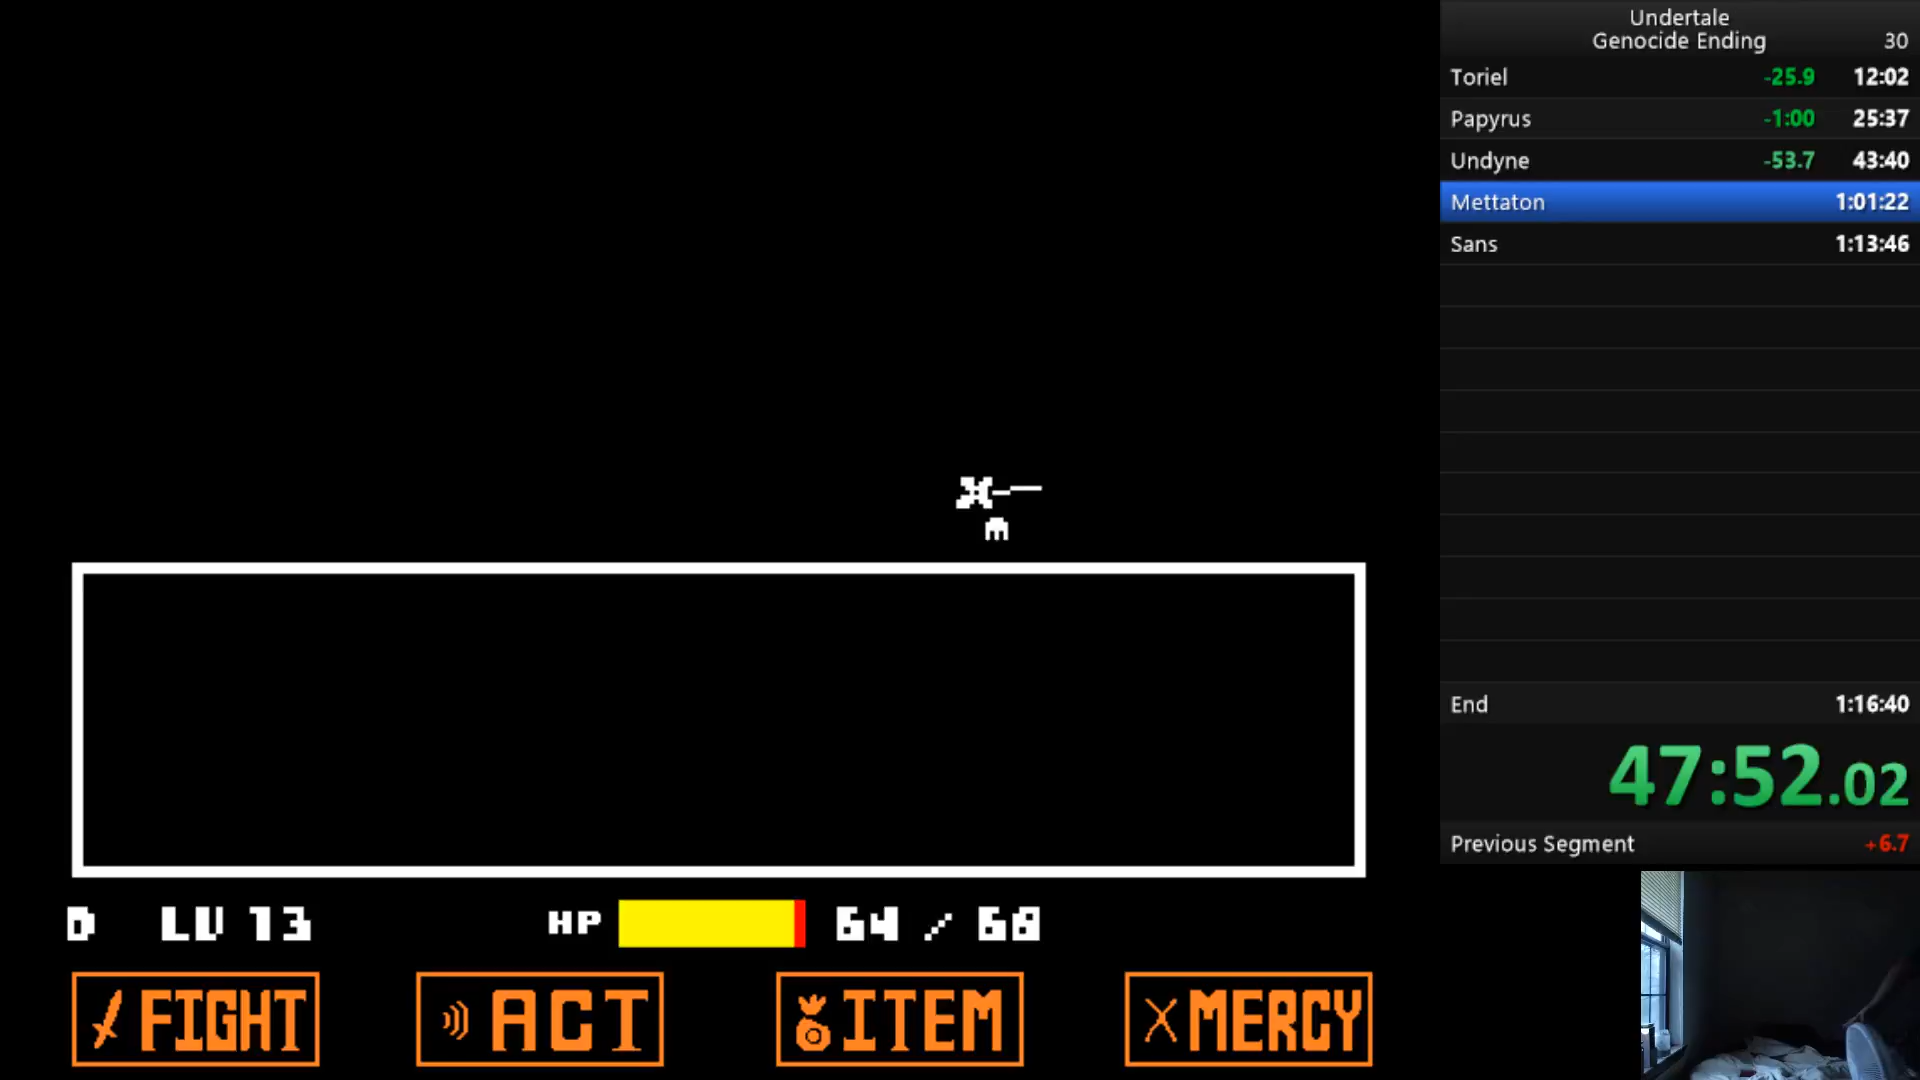 Undertale
Genocide Ending 30
Toriel -25.9 12:02
Papyrus -1:00 25:37
Undyne -53.7 43:40
Mettaton 1:01:22
Sans 1:13:46
End 1:16:40
47:52.02
Previous Segment +6.7
D LV 13 HP 64 / 68
FIGHT ACT ITEM MERCY